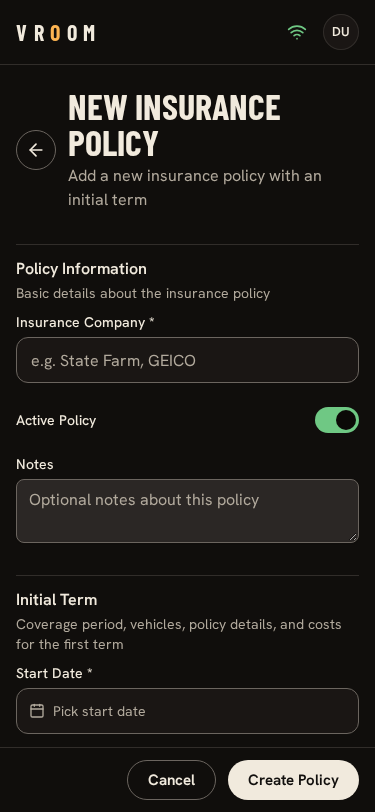 VROOM
DU
NEW INSURANCE
POLICY
Add a new insurance policy with an
initial term
Policy Information
Basic details about the insurance policy
Insurance Company *
e.g. State Farm, GEICO
Active Policy
Notes
Optional notes about this policy
Initial Term
Coverage period, vehicles, policy details, and costs
for the first term
Start Date *
Pick start date
Cancel
Create Policy